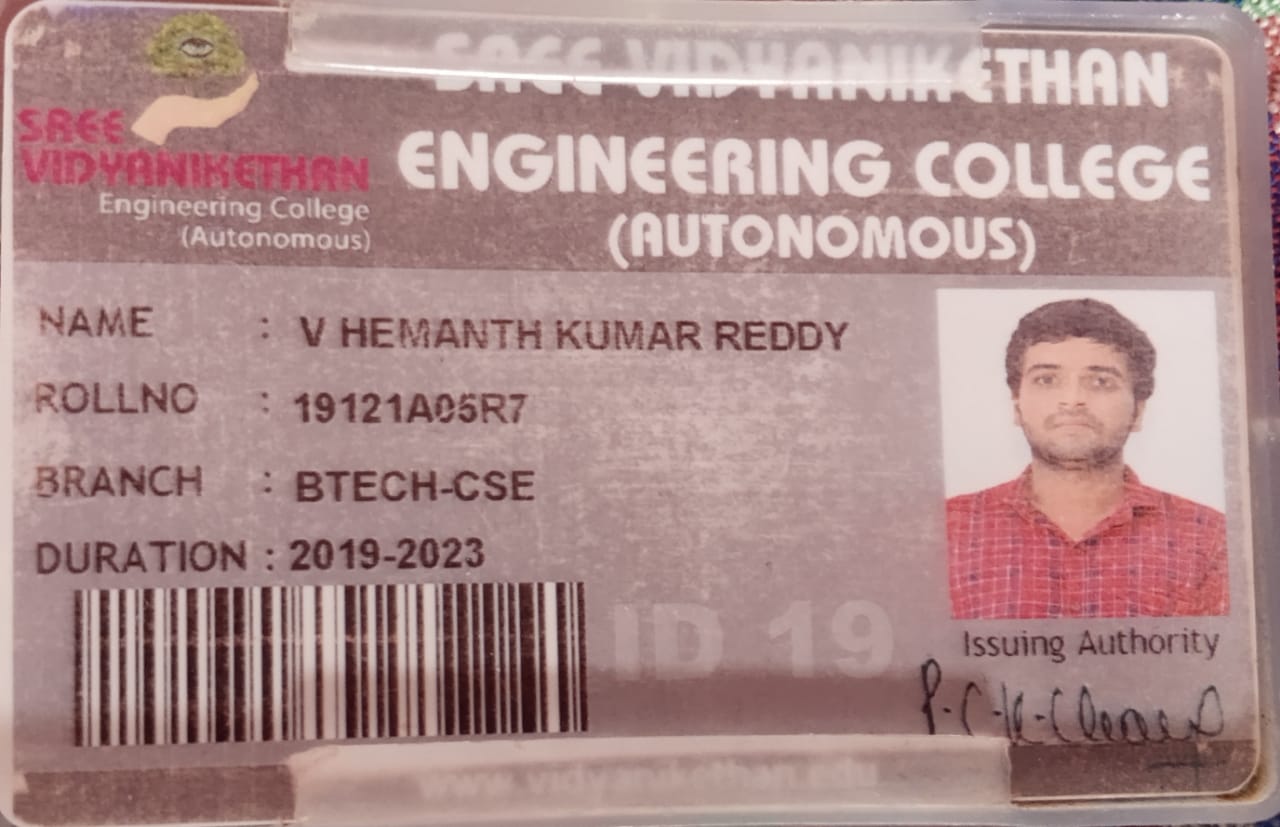 SREE
VIDYANIKETHAN
Engineering College
(Autonomous)
SREE VIDYANIKETHAN
ENGINEERING COLLEGE
(AUTONOMOUS)
NAME : V HEMANTH KUMAR REDDY
ROLLNO : 19121A05R7
BRANCH : BTECH-CSE
DURATION : 2019-2023
ID 19
Issuing Authority
www.vidyanikethan.edu